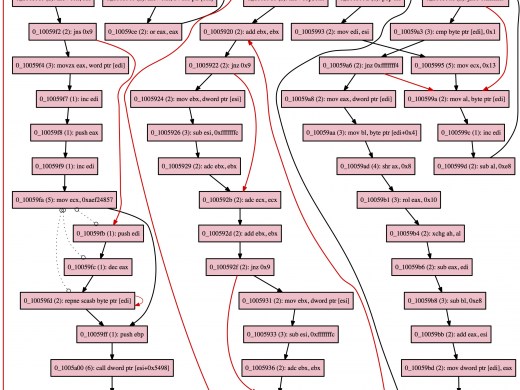 0_10059f2 (2): jns 0x9
0_10059ce (2): or eax, eax
0_1005920 (2): add ebx, ebx
0_1005993 (2): mov edi, esi
0_10059a3 (3): cmp byte ptr [edi], 0x1
0_10059f4 (3): movzx eax, word ptr [edi]
0_1005922 (2): jnz 0x9
0_10059a6 (2): jnz 0xfffffff4
0_1005995 (5): mov ecx, 0x13
0_10059f7 (1): inc edi
0_1005924 (2): mov ebx, dword ptr [esi]
0_10059a8 (2): mov eax, dword ptr [edi]
0_100599a (2): mov al, byte ptr [edi]
0_10059f8 (1): push eax
0_1005926 (3): sub esi, 0xfffffffc
0_10059aa (3): mov bl, byte ptr [edi+0x4]
0_100599c (1): inc edi
0_10059f9 (1): inc edi
0_1005929 (2): adc ebx, ebx
0_10059ad (4): shr ax, 0x8
0_100599d (2): sub al, 0xe8
0_10059fa (5): mov ecx, 0xaef24857
0_100592b (2): adc ecx, ecx
0_10059b1 (3): rol eax, 0x10
0_10059fb (1): push edi
0_100592d (2): add ebx, ebx
0_10059b4 (2): xchg ah, al
0_10059fc (1): dec eax
0_100592f (2): jnz 0x9
0_10059b6 (2): sub eax, edi
0_10059fd (2): repne scasb byte ptr [edi]
0_1005931 (2): mov ebx, dword ptr [esi]
0_10059b8 (3): sub bl, 0xe8
0_10059ff (1): push ebp
0_1005933 (3): sub esi, 0xfffffffc
0_10059bb (2): add eax, esi
0_1005a00 (6): call dword ptr [esi+0x5498]
0_1005936 (2): adc ebx, ebx
0_10059bd (2): mov dword ptr [edi], eax